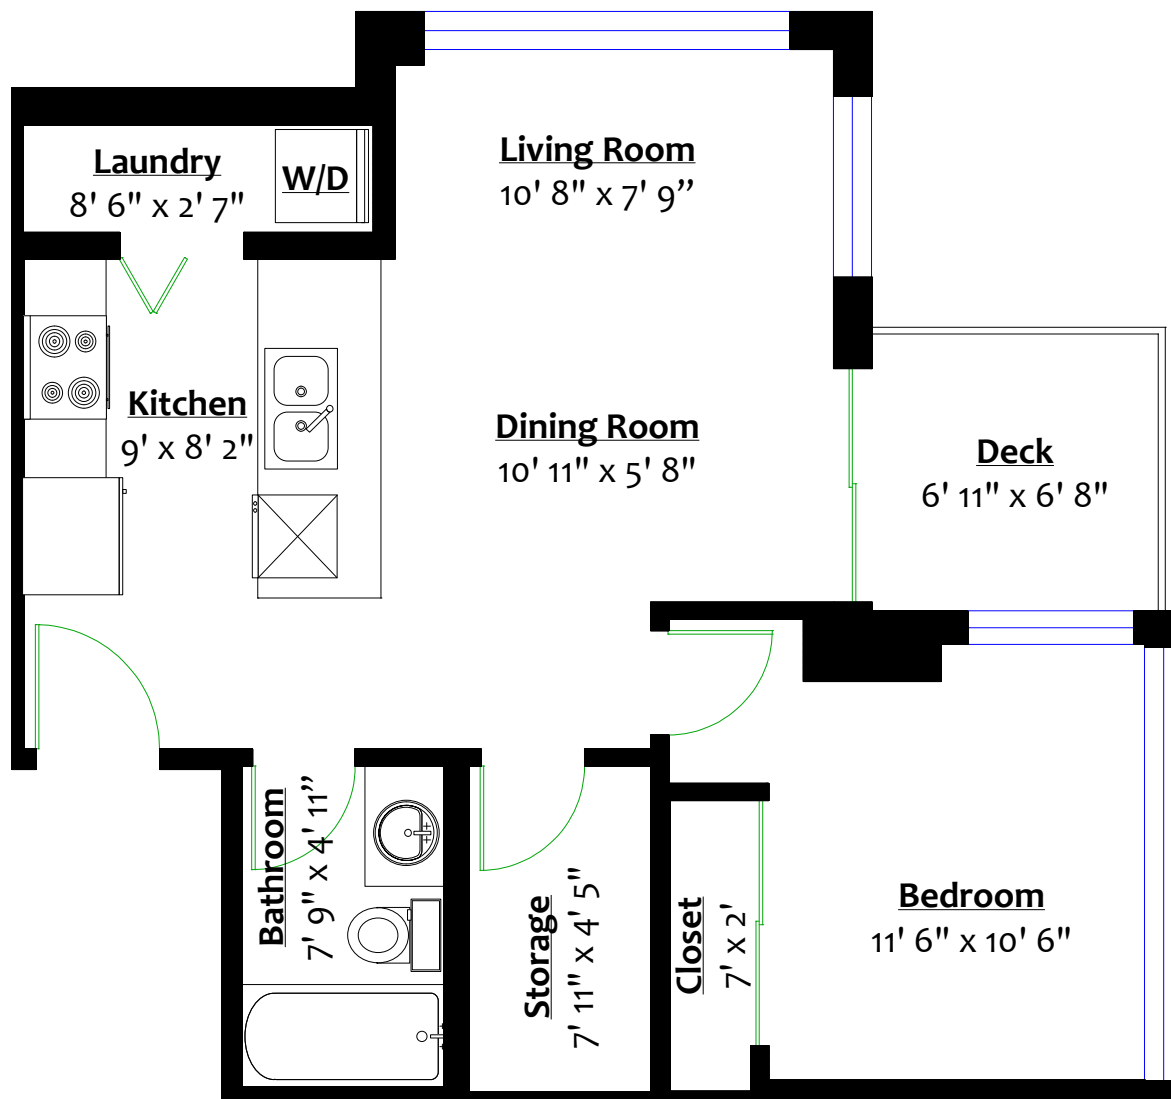 Laundry
8' 6" x 2' 7"
W/D
Living Room
10' 8" x 7' 9”
Kitchen
9' x 8' 2"
Dining Room
10' 11" x 5' 8"
Deck
6' 11" x 6' 8"
Bathroom
7' 9" x 4' 11”
Storage
7' 11" x 4' 5"
Closet
7' x 2'
Bedroom
11' 6" x 10' 6"